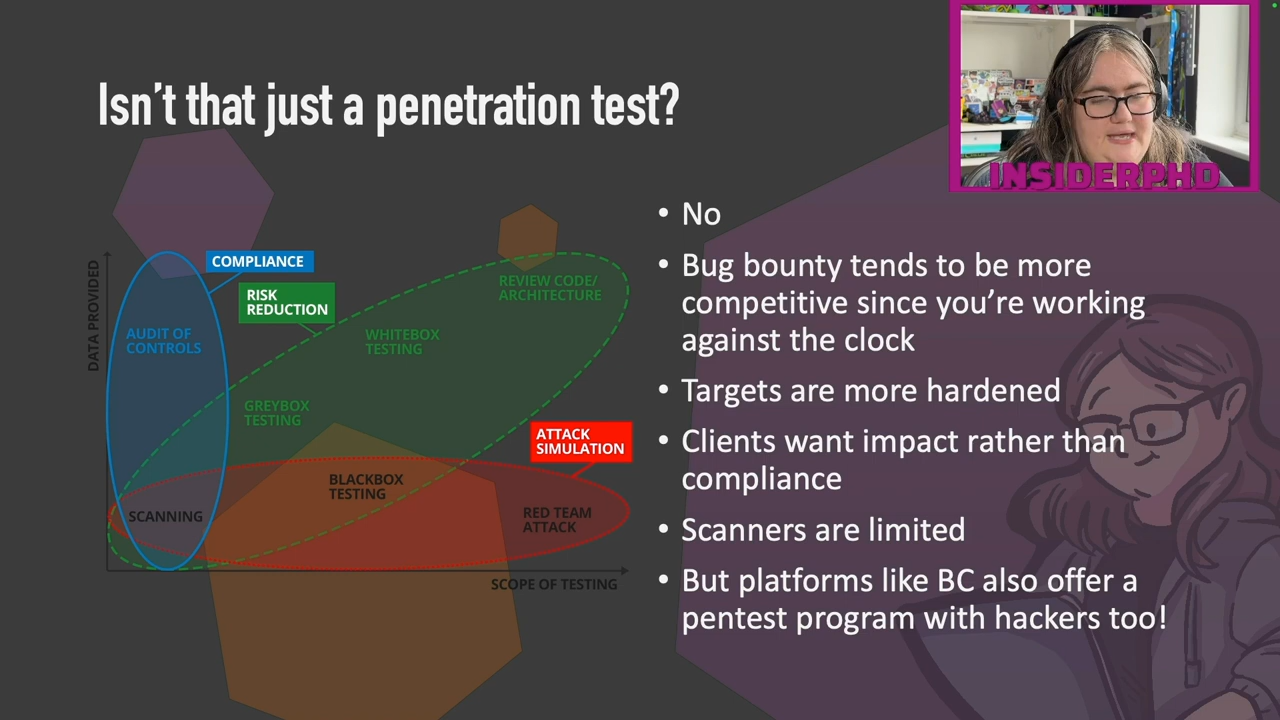 Isn't that just a penetration test?
INSIDERPHD
DATA PROVIDED
COMPLIANCE
RISK
REDUCTION
AUDIT OF
CONTROLS
REVIEW CODE/
ARCHITECTURE
WHITEBOX
TESTING
GREYBOX
TESTING
ATTACK
SIMULATION
BLACKBOX
TESTING
SCANNING
RED TEAM
ATTACK
SCOPE OF TESTING
• No
• Bug bounty tends to be more
competitive since you’re working
against the clock
• Targets are more hardened
• Clients want impact rather than
compliance
• Scanners are limited
• But platforms like BC also offer a
pentest program with hackers too!